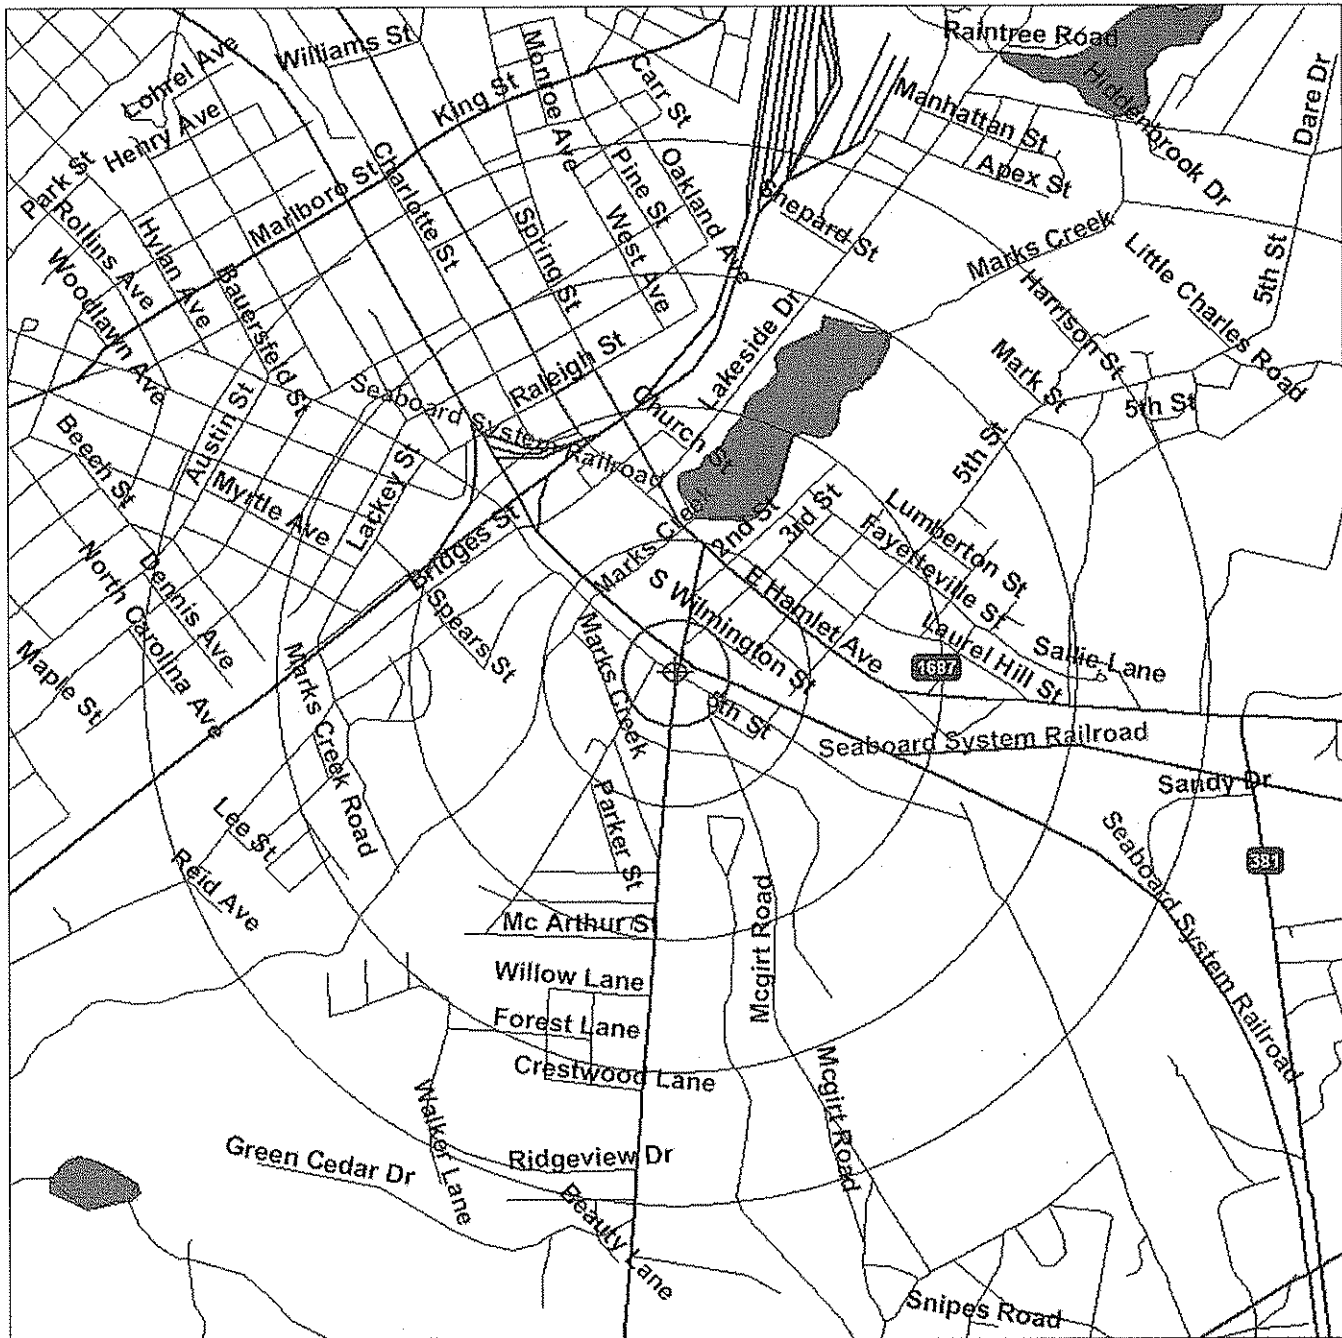 Raintree Road
Williams St
Lohrel Ave
Monroe Ave
Carr St
Hiddenbrook Dr
Dare Dr
King St
Manhattan St
Henry Ave
Apex St
Park St
Charlotte St
Pine St
Oakland Ave
Marlboro St
Shepard St
Rollins Ave
Hylan Ave
Spring St
West Ave
Marks Creek
Little Charles Road
5th St
Woodlawn Ave
Bauersfeld St
Harrison St
Lakeside Dr
Raleigh St
Mark St
Seaboard System Railroad
Church St
5th St
Austin St
Beech St
Lackey St
5th St
Myrtle Ave
Bridges St
Marks Creek
2nd St
3rd St
Lumberton St
Fayetteville St
North Carolina Ave
Dennis Ave
Spears St
S Wilmington St
E Hamlet Ave
Laurel Hill St
Sallie Lane
Maple St
Marks Creek Road
Marks Creek
1687
5th St
Seaboard System Railroad
Sandy Dr
Lee St
Parker St
Reid Ave
381
Seaboard System Railroad
Mc Arthur St
Mcgirt Road
Willow Lane
Forest Lane
Crestwood Lane
Mcgirt Road
Walker Lane
Green Cedar Dr
Ridgeview Dr
Beauty Lane
Snipes Road